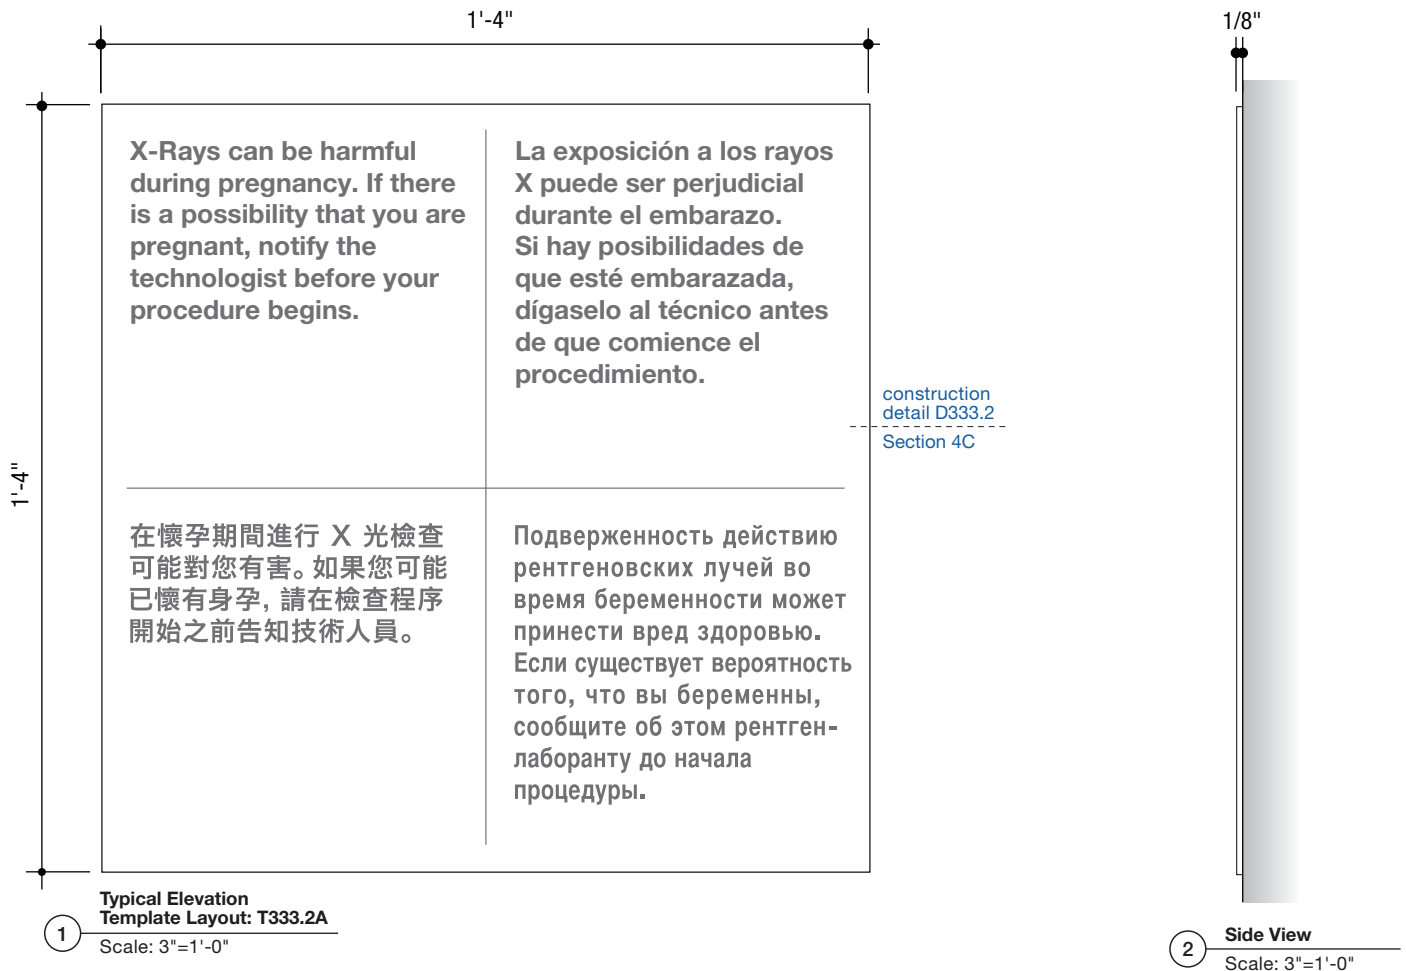 1'-4"
1/8"
1'-4"
X-Rays can be harmful
during pregnancy. If there
is a possibility that you are
pregnant, notify the
technologist before your
procedure begins.
La exposición a los rayos
X puede ser perjudicial
durante el embarazo.
Si hay posibilidades de
que esté embarazada,
dígaselo al técnico antes
de que comience el
procedimiento.
construction
detail D333.2
Section 4C
在懷孕期間進行 X 光檢查
可能對您有害。如果您可能
已懷有身孕, 請在檢查程序
開始之前告知技術人員。
Подверженность действию
рентгеновских лучей во
время беременности может
принести вред здоровью.
Если существует вероятность
того, что вы беременны,
сообщите об этом рентген-
лаборанту до начала
процедуры.
1
Typical Elevation
Template Layout: T333.2A
Scale: 3"=1'-0"
2
Side View
Scale: 3"=1'-0"